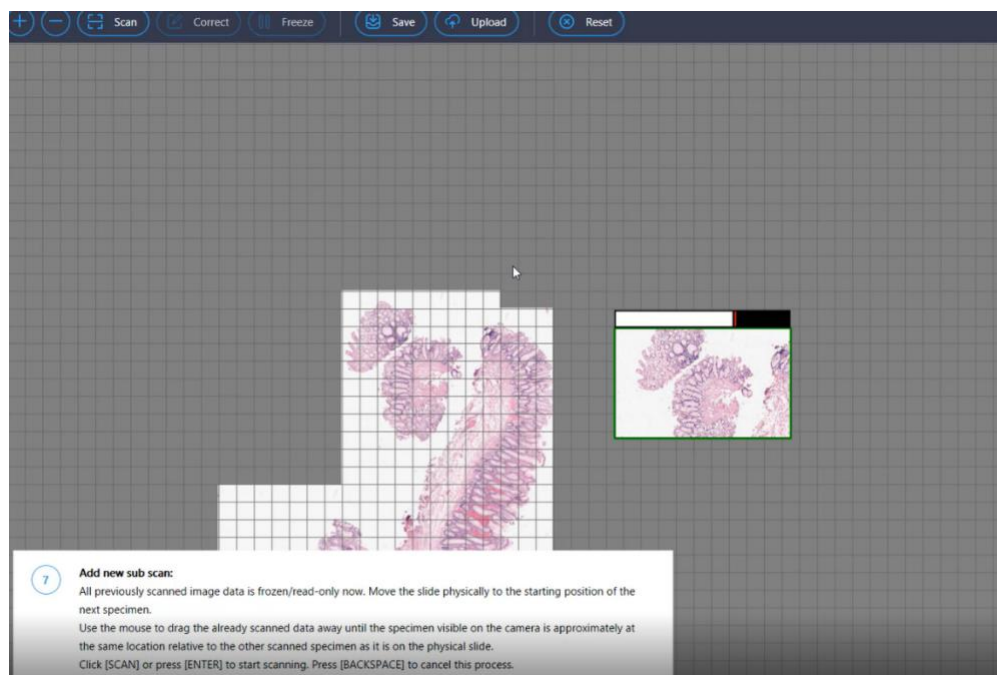 Scan
Correct
Freeze
Save
Upload
Reset
7
Add new sub scan:
All previously scanned image data is frozen/read-only now. Move the slide physically to the starting position of the
next specimen.
Use the mouse to drag the already scanned data away until the specimen visible on the camera is approximately at
the same location relative to the other scanned specimen as it is on the physical slide.
Click [SCAN] or press [ENTER] to start scanning. Press [BACKSPACE] to cancel this process.